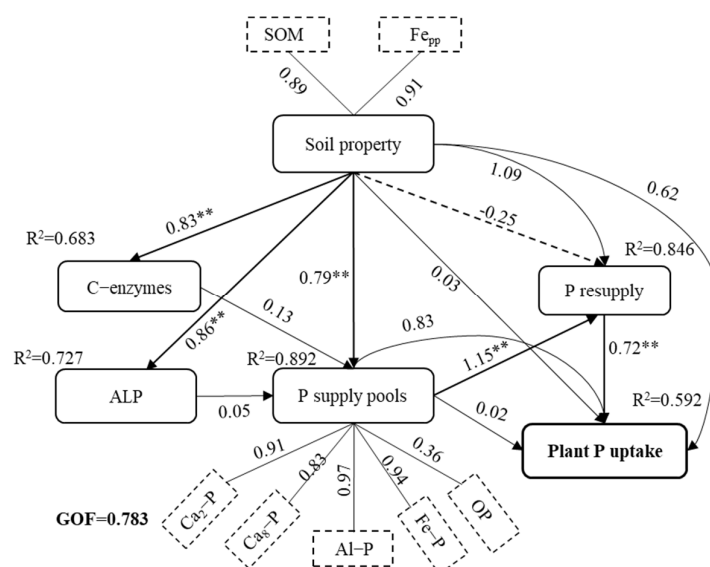 SOM
Fe_pp
0.89
0.91
Soil property
1.09
0.62
0.83**
-0.25
R²=0.683
R²=0.846
C−enzymes
0.79**
0.03
P resupply
0.13
0.86**
0.83
R²=0.727
R²=0.892
1.15**
0.72**
ALP
0.05
P supply pools
0.02
R²=0.592
Plant P uptake
0.91
0.83
0.97
0.94
0.36
Ca₂−P
Ca₈−P
Al−P
Fe−P
OP
GOF=0.783